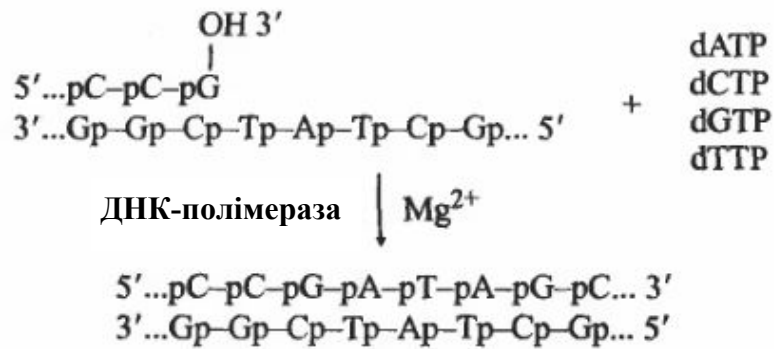 OH 3′
5′...pC–pC–pG
3′...Gp–Gp–Cp–Tp–Ap–Tp–Cp–Gp... 5′
+
dATP
dCTP
dGTP
dTTP
ДНК-полімераза Mg2+
5′...pC–pC–pG–pA–pT–pA–pG–pC... 3′
3′...Gp–Gp–Cp–Tp–Ap–Tp–Cp–Gp... 5′